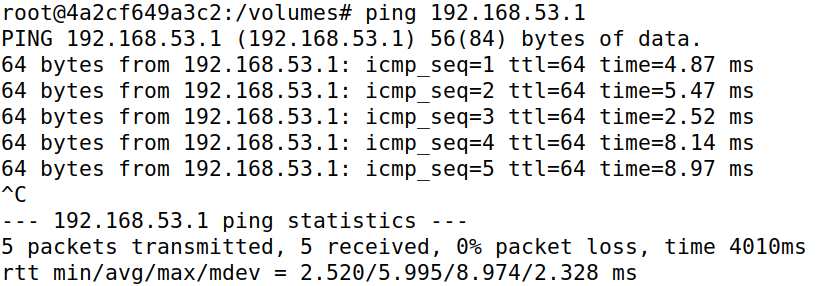 root@4a2cf649a3c2:/volumes# ping 192.168.53.1
PING 192.168.53.1 (192.168.53.1) 56(84) bytes of data.
64 bytes from 192.168.53.1: icmp_seq=1 ttl=64 time=4.87 ms
64 bytes from 192.168.53.1: icmp_seq=2 ttl=64 time=5.47 ms
64 bytes from 192.168.53.1: icmp_seq=3 ttl=64 time=2.52 ms
64 bytes from 192.168.53.1: icmp_seq=4 ttl=64 time=8.14 ms
64 bytes from 192.168.53.1: icmp_seq=5 ttl=64 time=8.97 ms
^C
--- 192.168.53.1 ping statistics ---
5 packets transmitted, 5 received, 0% packet loss, time 4010ms
rtt min/avg/max/mdev = 2.520/5.995/8.974/2.328 ms